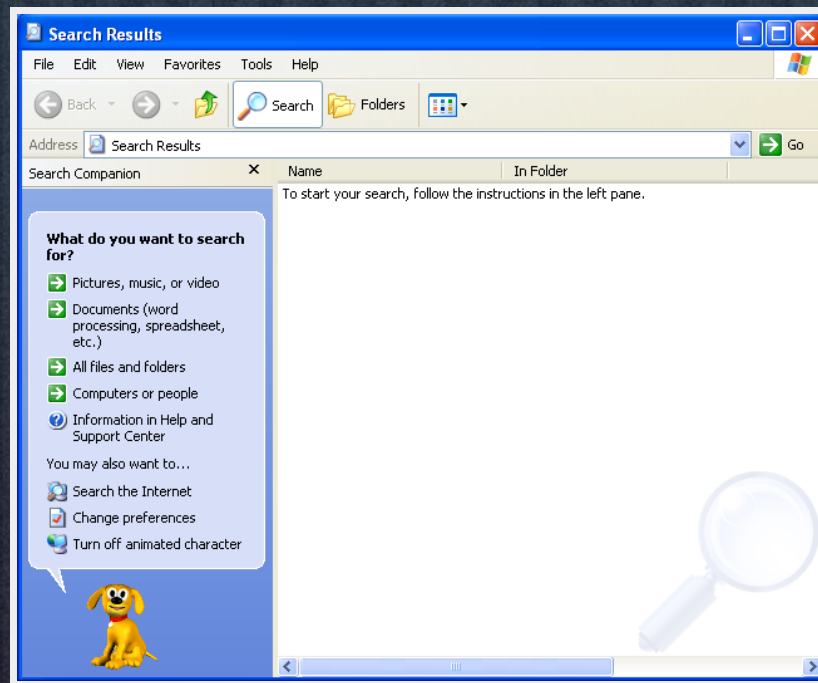 Search Results
File Edit View Favorites Tools Help
Back Search Folders
Address Search Results Go
Search Companion
Name In Folder
To start your search, follow the instructions in the left pane.
What do you want to search
for?
Pictures, music, or video
Documents (word
processing, spreadsheet,
etc.)
All files and folders
Computers or people
Information in Help and
Support Center
You may also want to...
Search the Internet
Change preferences
Turn off animated character